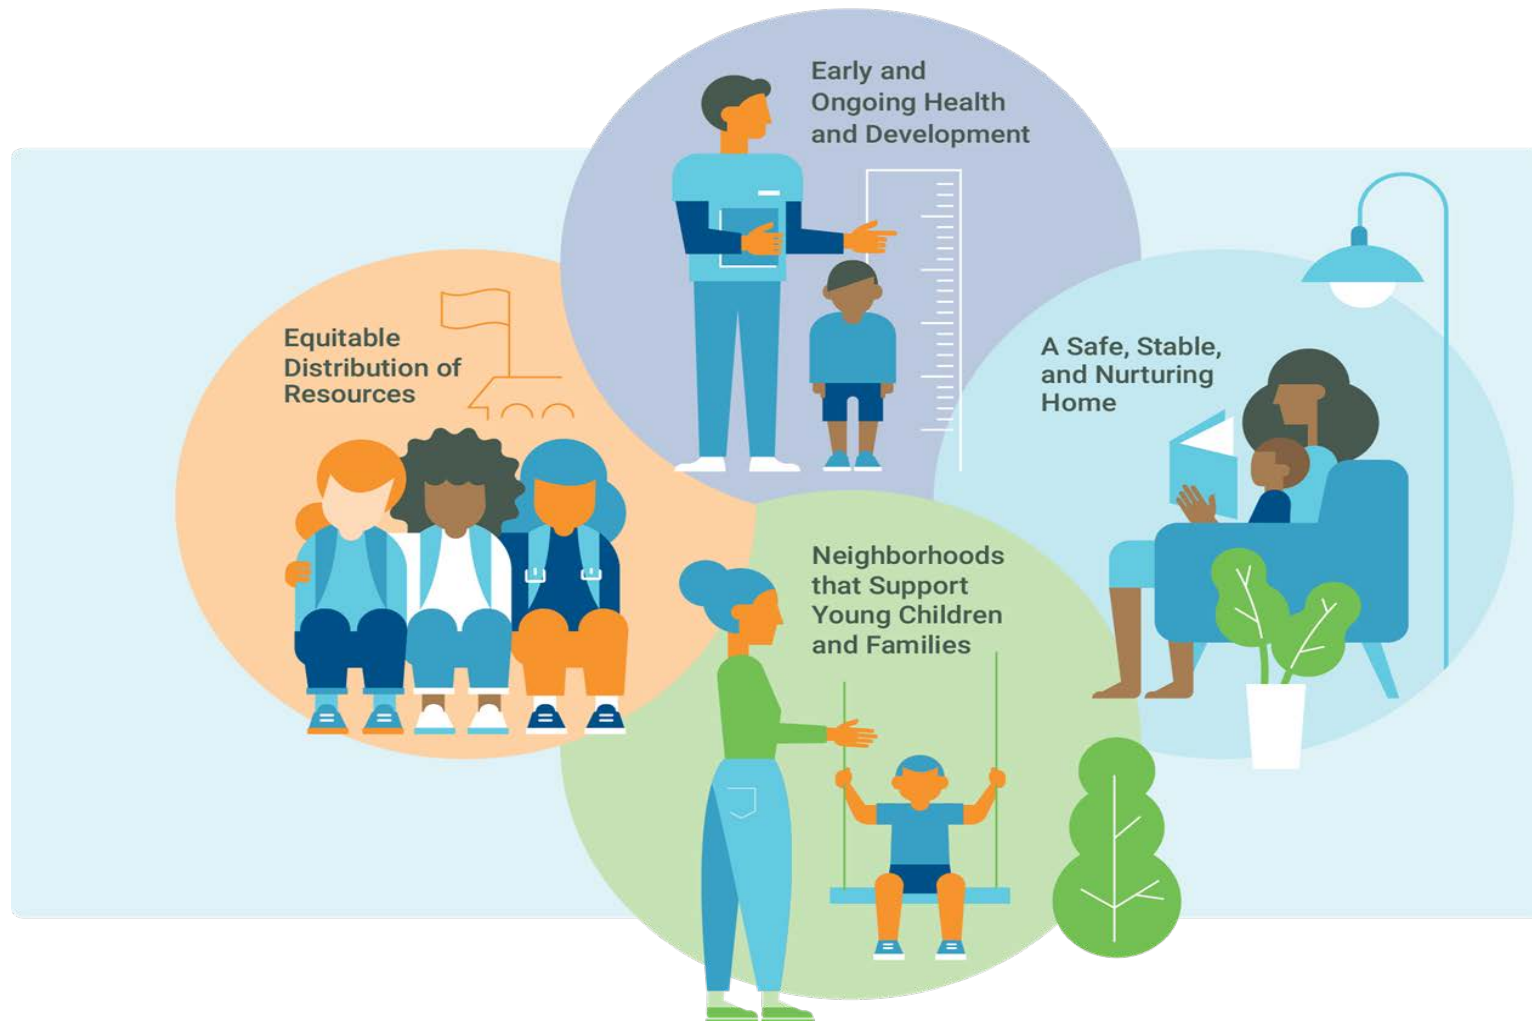 Early and
Ongoing Health
and Development
Equitable
Distribution of
Resources
A Safe, Stable,
and Nurturing
Home
Neighborhoods
that Support
Young Children
and Families